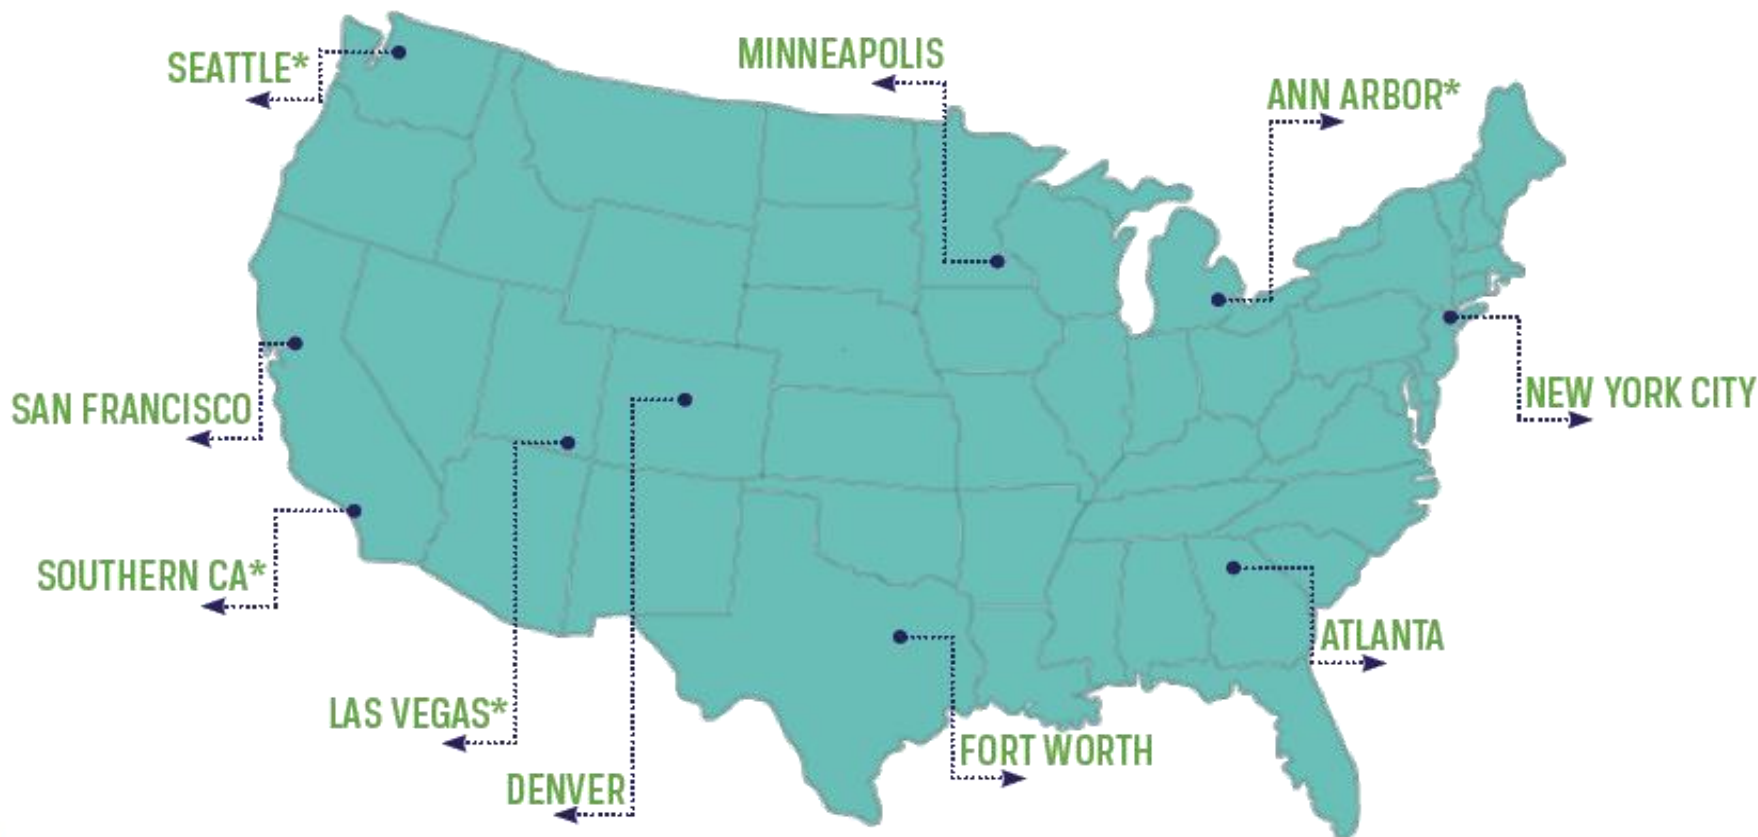 SEATTLE*
MINNEAPOLIS
ANN ARBOR*
SAN FRANCISCO
NEW YORK CITY
SOUTHERN CA*
ATLANTA
LAS VEGAS*
FORT WORTH
DENVER